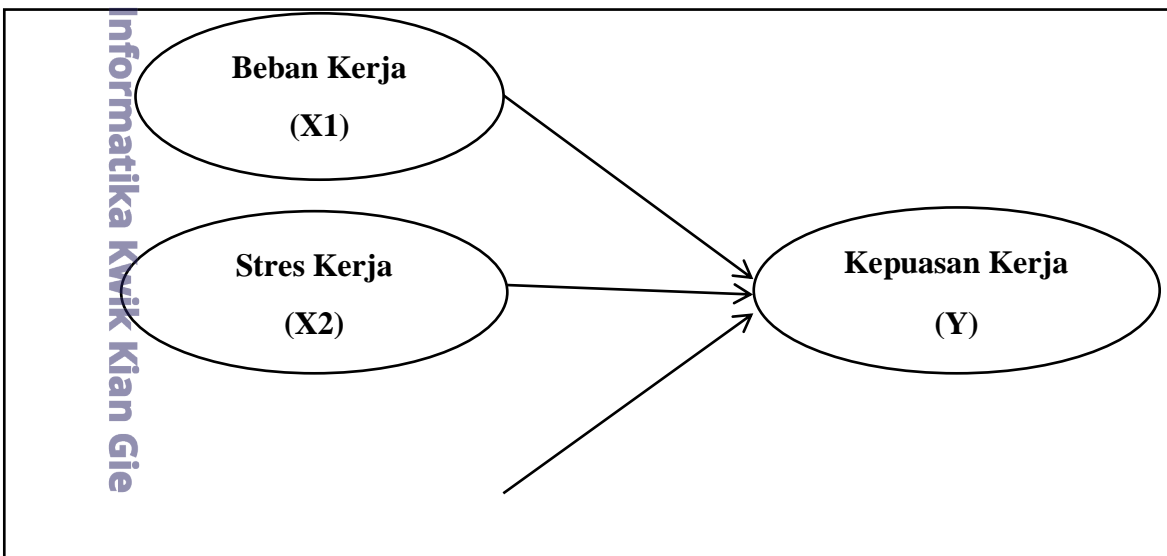 Beban Kerja
(X1)
Stres Kerja
(X2)
Kepuasan Kerja
(Y)
Informatika Kwik Kian Gie